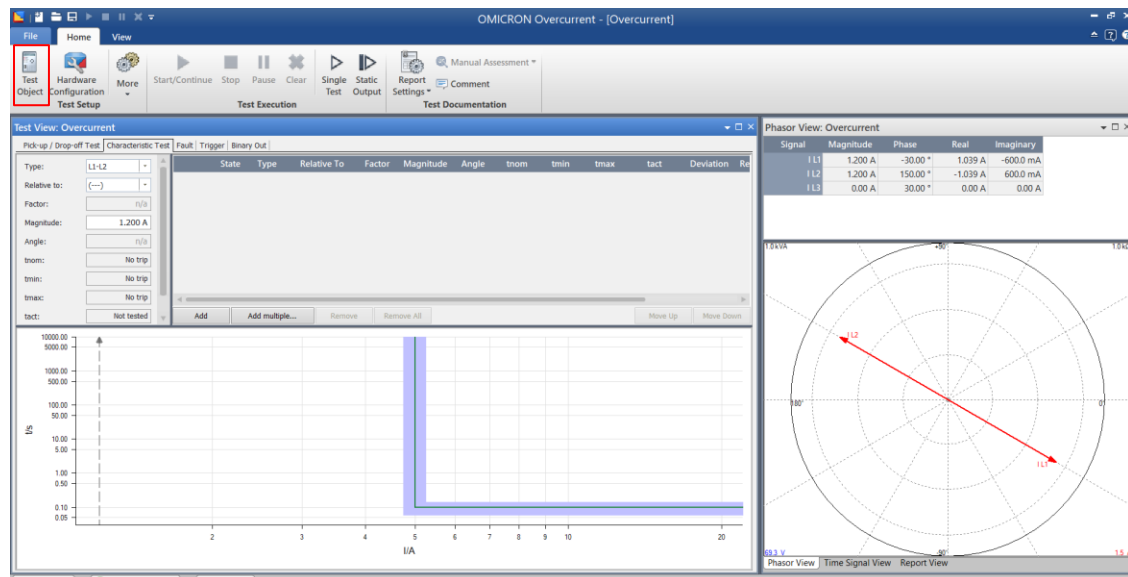 OMICRON Overcurrent - [Overcurrent]
File Home View
Test Object
Hardware Configuration
More
Test Setup
Start/Continue Stop Pause Clear
Single Test
Static Output
Test Execution
Report Settings
Manual Assessment
Comment
Test Documentation
Test View: Overcurrent
Pick-up / Drop-off Test Characteristic Test Fault Trigger Binary Out
Type: L1-L2
Relative to: (---)
Factor: n/a
Magnitude: 1.200 A
Angle: n/a
tnom: No trip
tmin: No trip
tmax: No trip
tact: Not tested
State Type Relative To Factor Magnitude Angle tnom tmin tmax tact Deviation Re
Add Add multiple... Remove Remove All Move Up Move Down
10000.00
5000.00
1000.00
500.00
100.00
50.00
10.00
5.00
1.00
0.50
0.10
0.05
t/s
2 3 4 5 6 7 8 9 10 20
I/A
Phasor View: Overcurrent
Signal Magnitude Phase Real Imaginary
I L1 1.200 A -30.00 ° 1.039 A -600.0 mA
I L2 1.200 A 150.00 ° -1.039 A 600.0 mA
I L3 0.00 A 30.00 ° 0.00 A 0.00 A
1.0 kVA +90° 1.0 kΩ
I L2
180° 0°
I L1
69.3 V -90° 1.5
Phasor View Time Signal View Report View